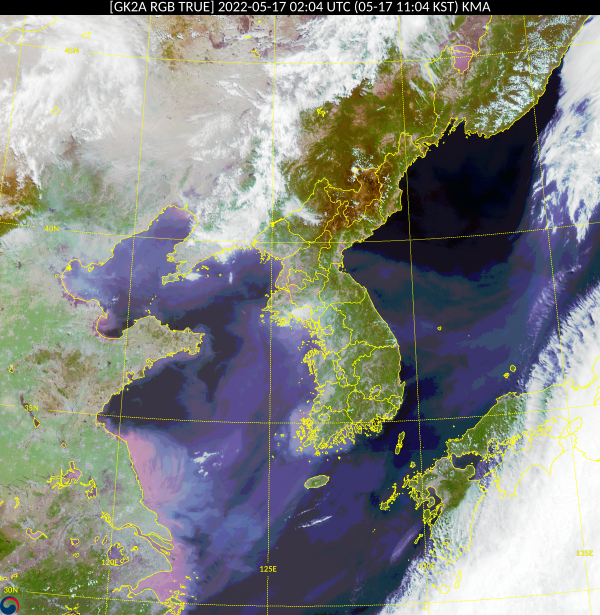 [GK2A RGB TRUE] 2022-05-17 02:04 UTC (05-17 11:04 KST) KMA
40N
35N
120E
125E
135E
30N